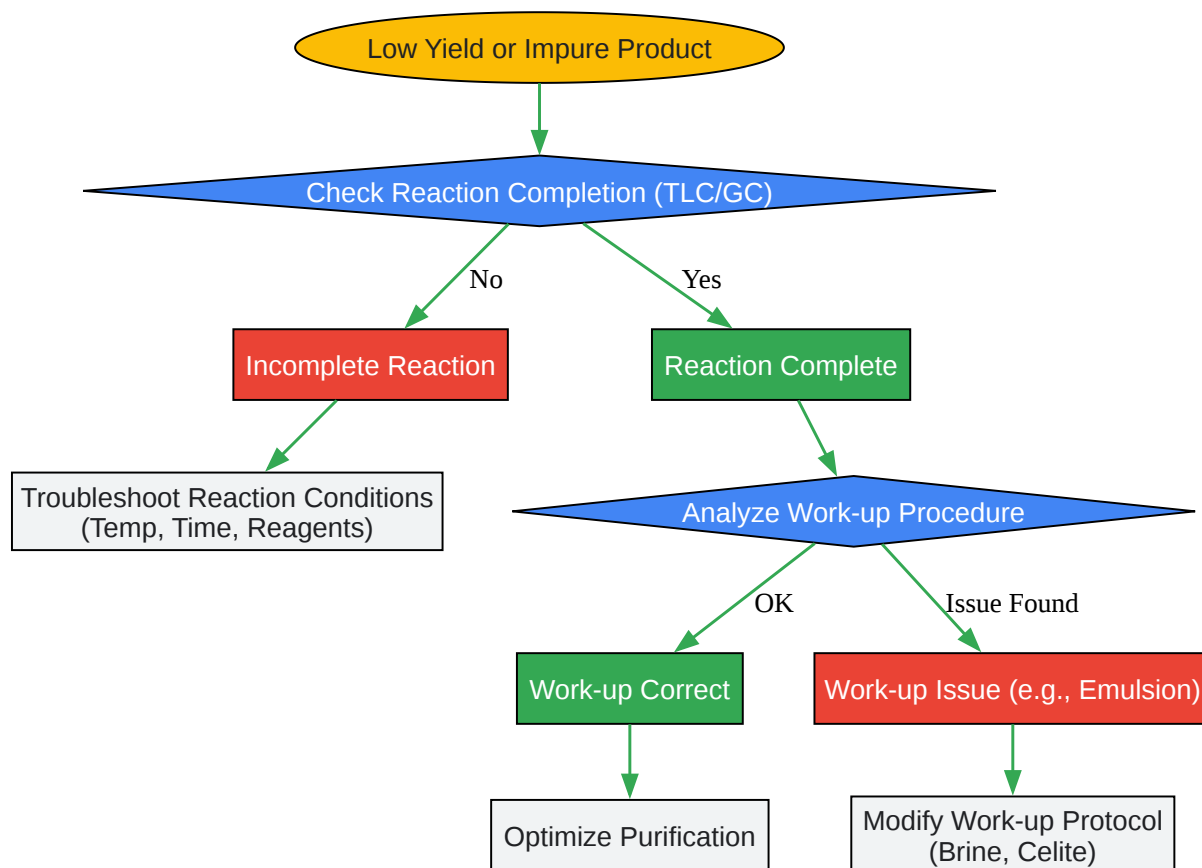 Low Yield or Impure Product
Check Reaction Completion (TLC/GC)
No
Yes
Incomplete Reaction
Reaction Complete
Troubleshoot Reaction Conditions
(Temp, Time, Reagents)
Analyze Work-up Procedure
OK
Issue Found
Work-up Correct
Work-up Issue (e.g., Emulsion)
Optimize Purification
Modify Work-up Protocol
(Brine, Celite)